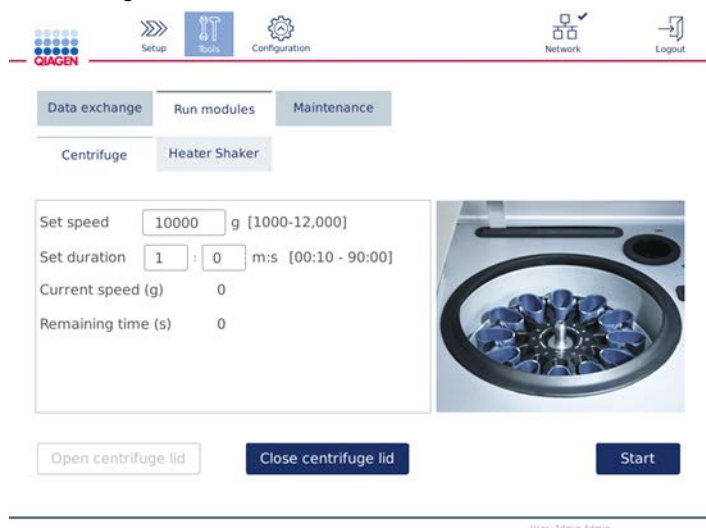 QIAGEN
Setup
Tools
Configuration
Network
Logout
Data exchange
Run modules
Maintenance
Centrifuge
Heater Shaker
Set speed 10000 g [1000-12,000]
Set duration 1 : 0 m:s [00:10 - 90:00]
Current speed (g) 0
Remaining time (s) 0
Open centrifuge lid
Close centrifuge lid
Start